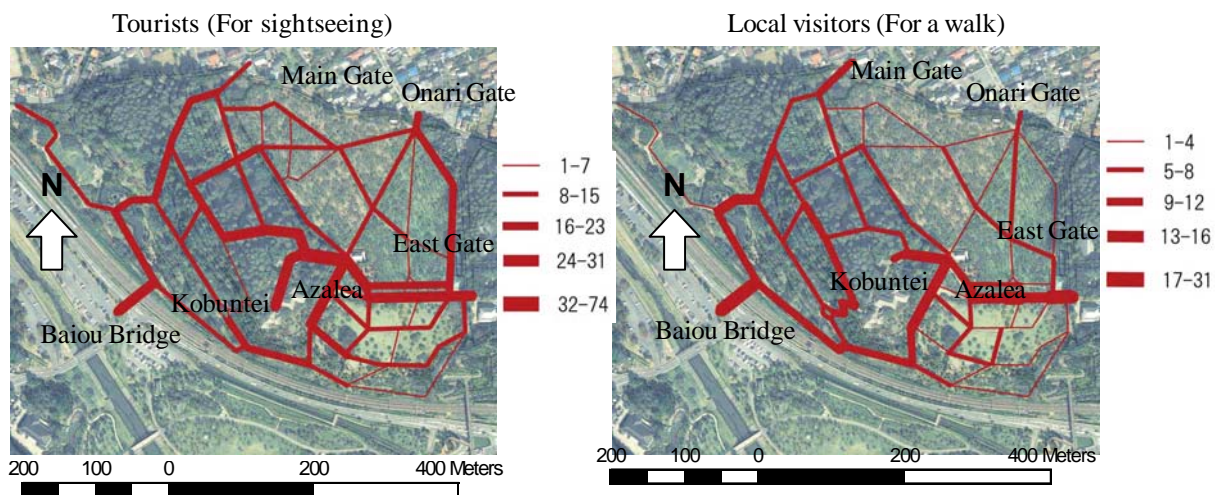 Tourists (For sightseeing)
Main Gate
Onari Gate
N
East Gate
Kobuntei
Azalea
Baiou Bridge
1-7
8-15
16-23
24-31
32-74
200 100 0 200 400 Meters
Local visitors (For a walk)
Main Gate
Onari Gate
N
East Gate
Kobuntei
Azalea
Baiou Bridge
1-4
5-8
9-12
13-16
17-31
200 100 0 200 400 Meters